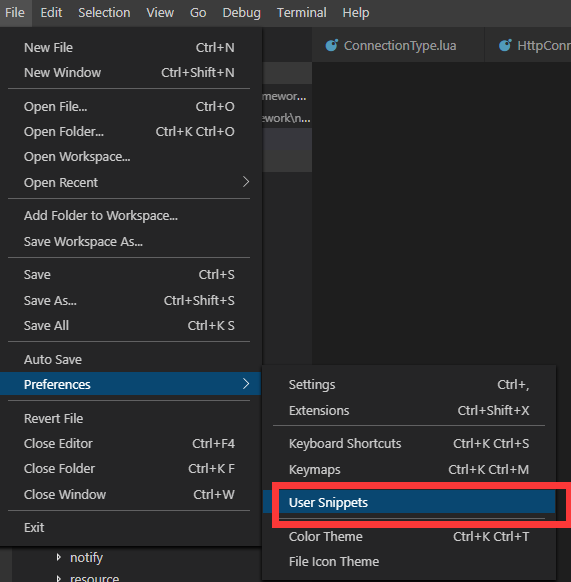 File Edit Selection View Go Debug Terminal Help
ConnectionType.lua HttpConn
New File Ctrl+N
New Window Ctrl+Shift+N
mewor...
Open File... Ctrl+O
ework\n...
Open Folder... Ctrl+K Ctrl+O
Open Workspace...
Open Recent
Add Folder to Workspace...
Save Workspace As...
Save Ctrl+S
Save As... Ctrl+Shift+S
Save All Ctrl+K S
Auto Save
Preferences
Revert File
Close Editor Ctrl+F4
Close Folder Ctrl+K F
Close Window Ctrl+W
Exit
Settings Ctrl+,
Extensions Ctrl+Shift+X
Keyboard Shortcuts Ctrl+K Ctrl+S
Keymaps Ctrl+K Ctrl+M
User Snippets
Color Theme Ctrl+K Ctrl+T
File Icon Theme
notify
resource